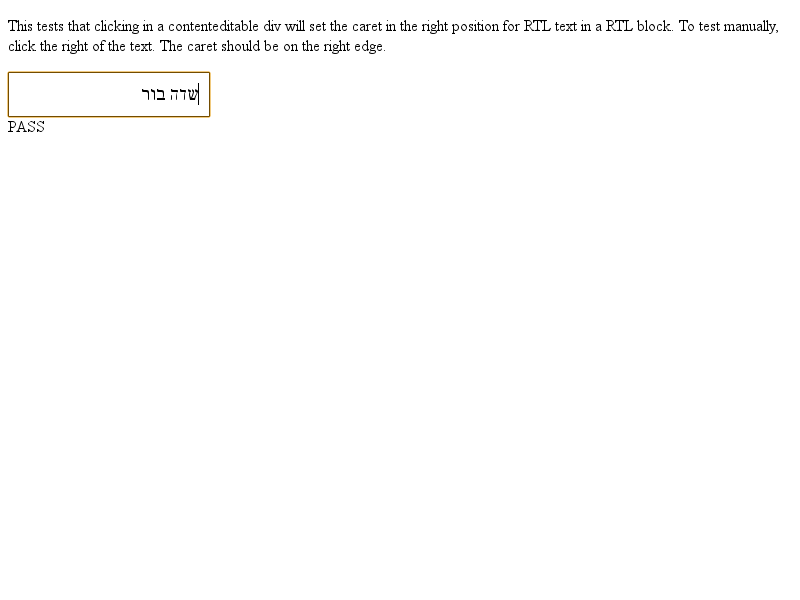 This tests that clicking in a contenteditable div will set the caret in the right position for RTL text in a RTL block. To test manually,
click the right of the text. The caret should be on the right edge.
שדה בור
PASS